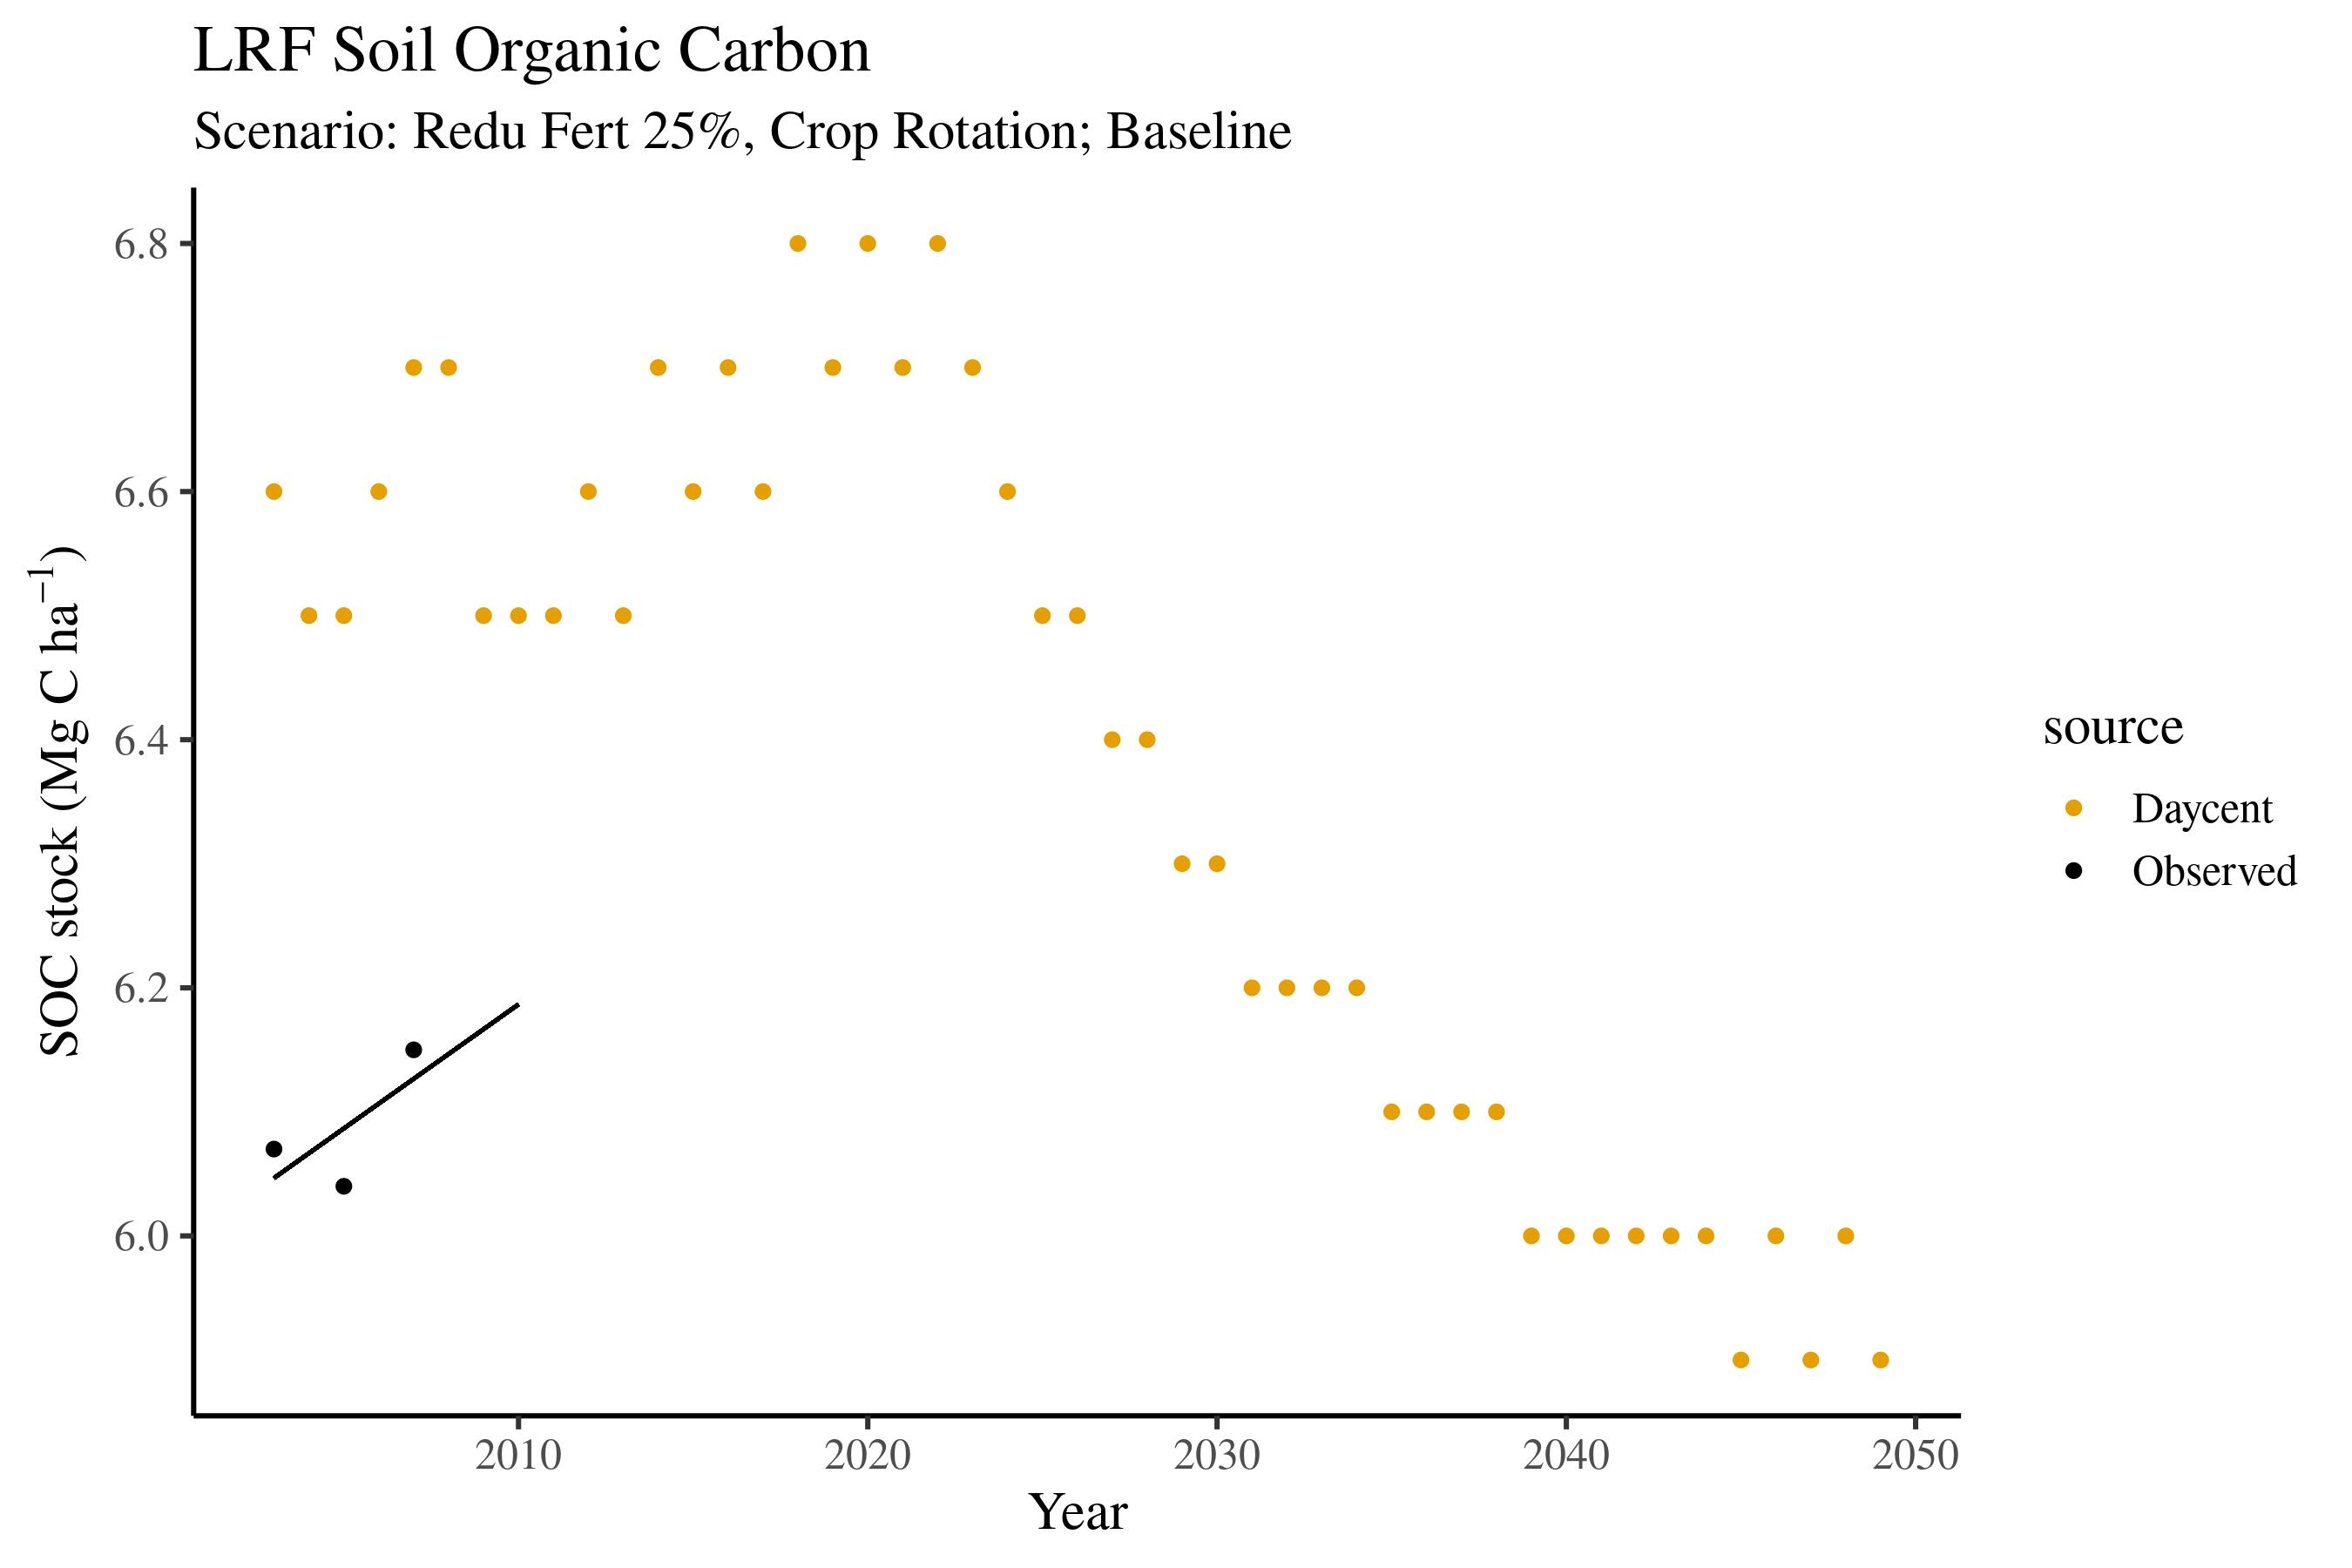 LRF Soil Organic Carbon
Scenario: Redu Fert 25%, Crop Rotation; Baseline
SOC stock (Mg C ha⁻¹)
6.8
6.6
6.4
6.2
6.0
2010 2020 2030 2040 2050
Year
source
Daycent
Observed